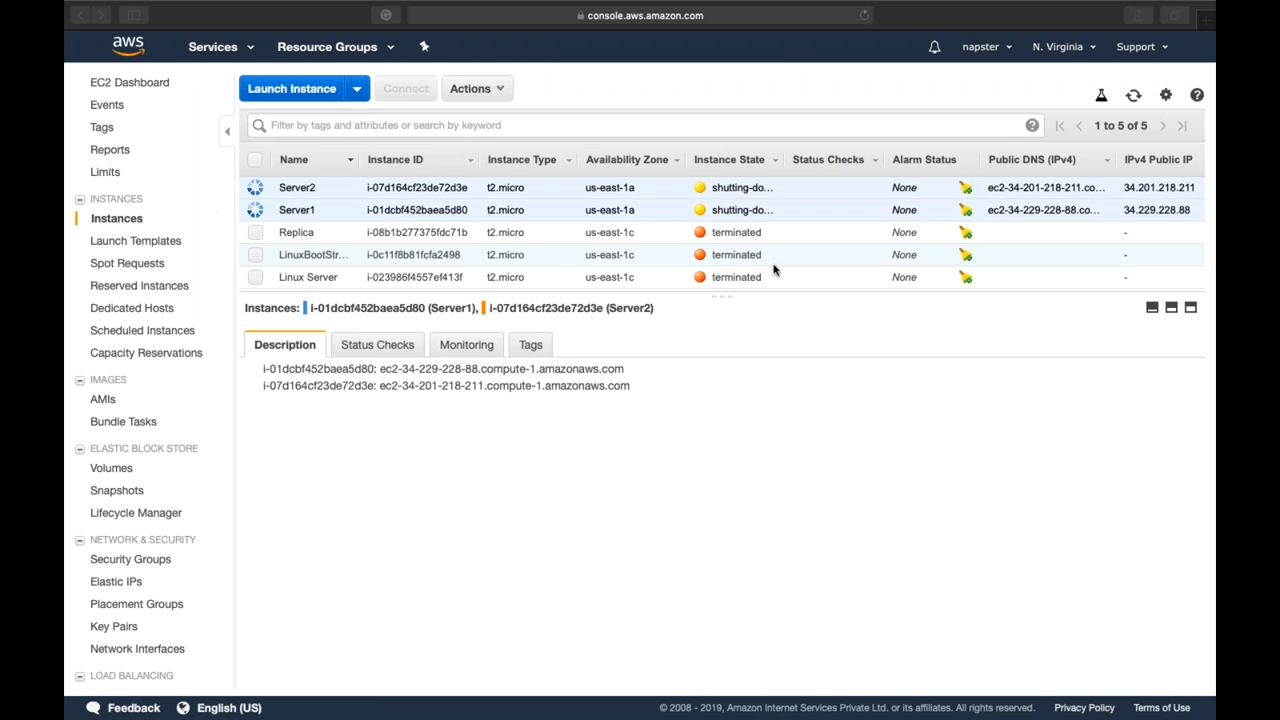 console.aws.amazon.com
aws Services Resource Groups napster N. Virginia Support
EC2 Dashboard
Events
Tags
Reports
Limits
INSTANCES
Instances
Launch Templates
Spot Requests
Reserved Instances
Dedicated Hosts
Scheduled Instances
Capacity Reservations
IMAGES
AMIs
Bundle Tasks
ELASTIC BLOCK STORE
Volumes
Snapshots
Lifecycle Manager
NETWORK & SECURITY
Security Groups
Elastic IPs
Placement Groups
Key Pairs
Network Interfaces
LOAD BALANCING
Launch Instance Connect Actions
Filter by tags and attributes or search by keyword 1 to 5 of 5
Name Instance ID Instance Type Availability Zone Instance State Status Checks Alarm Status Public DNS (IPv4) IPv4 Public IP
Server2 i-07d164cf23de72d3e t2.micro us-east-1a shutting-do... None ec2-34-201-218-211.co... 34.201.218.211
Server1 i-01dcbf452baea5d80 t2.micro us-east-1a shutting-do... None ec2-34-229-228-88.co... 34.229.228.88
Replica i-08b1b277375fdc71b t2.micro us-east-1c terminated None -
LinuxBootStr... i-0c11f8b81fcfa2498 t2.micro us-east-1c terminated None -
Linux Server i-023986f4557ef413f t2.micro us-east-1c terminated None -
Instances: i-01dcbf452baea5d80 (Server1), i-07d164cf23de72d3e (Server2)
Description Status Checks Monitoring Tags
i-01dcbf452baea5d80: ec2-34-229-228-88.compute-1.amazonaws.com
i-07d164cf23de72d3e: ec2-34-201-218-211.compute-1.amazonaws.com
Feedback English (US) © 2008 - 2019, Amazon Internet Services Private Ltd. or its affiliates. All rights reserved. Privacy Policy Terms of Use